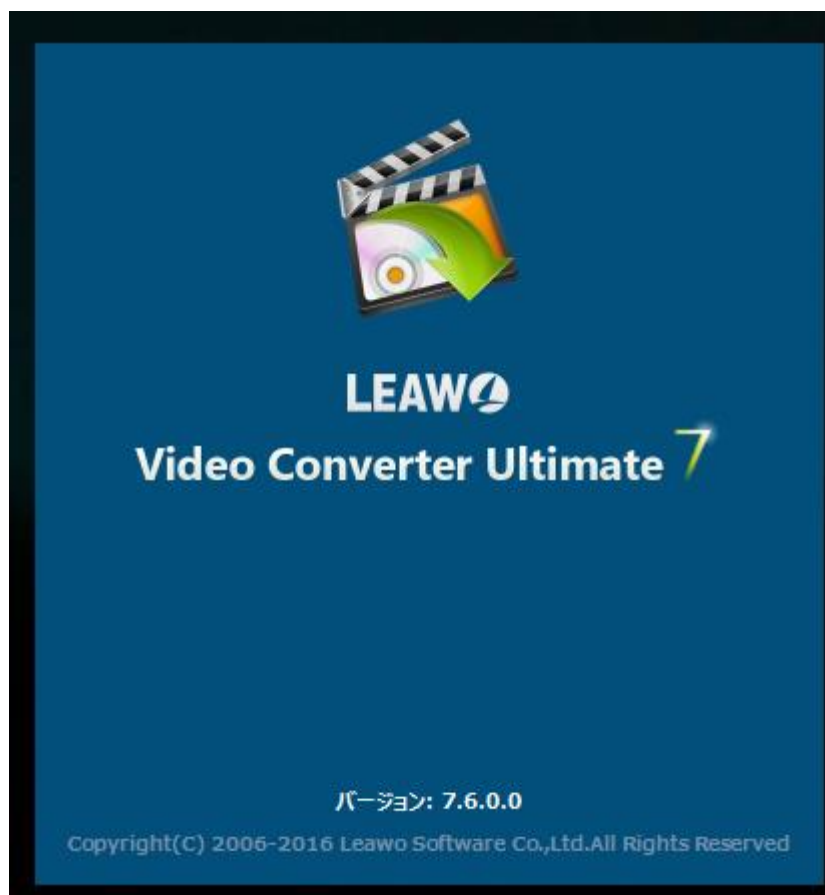 LEAWO
Video Converter Ultimate 7
バージョン: 7.6.0.0
Copyright(C) 2006-2016 Leawo Software Co.,Ltd.All Rights Reserved